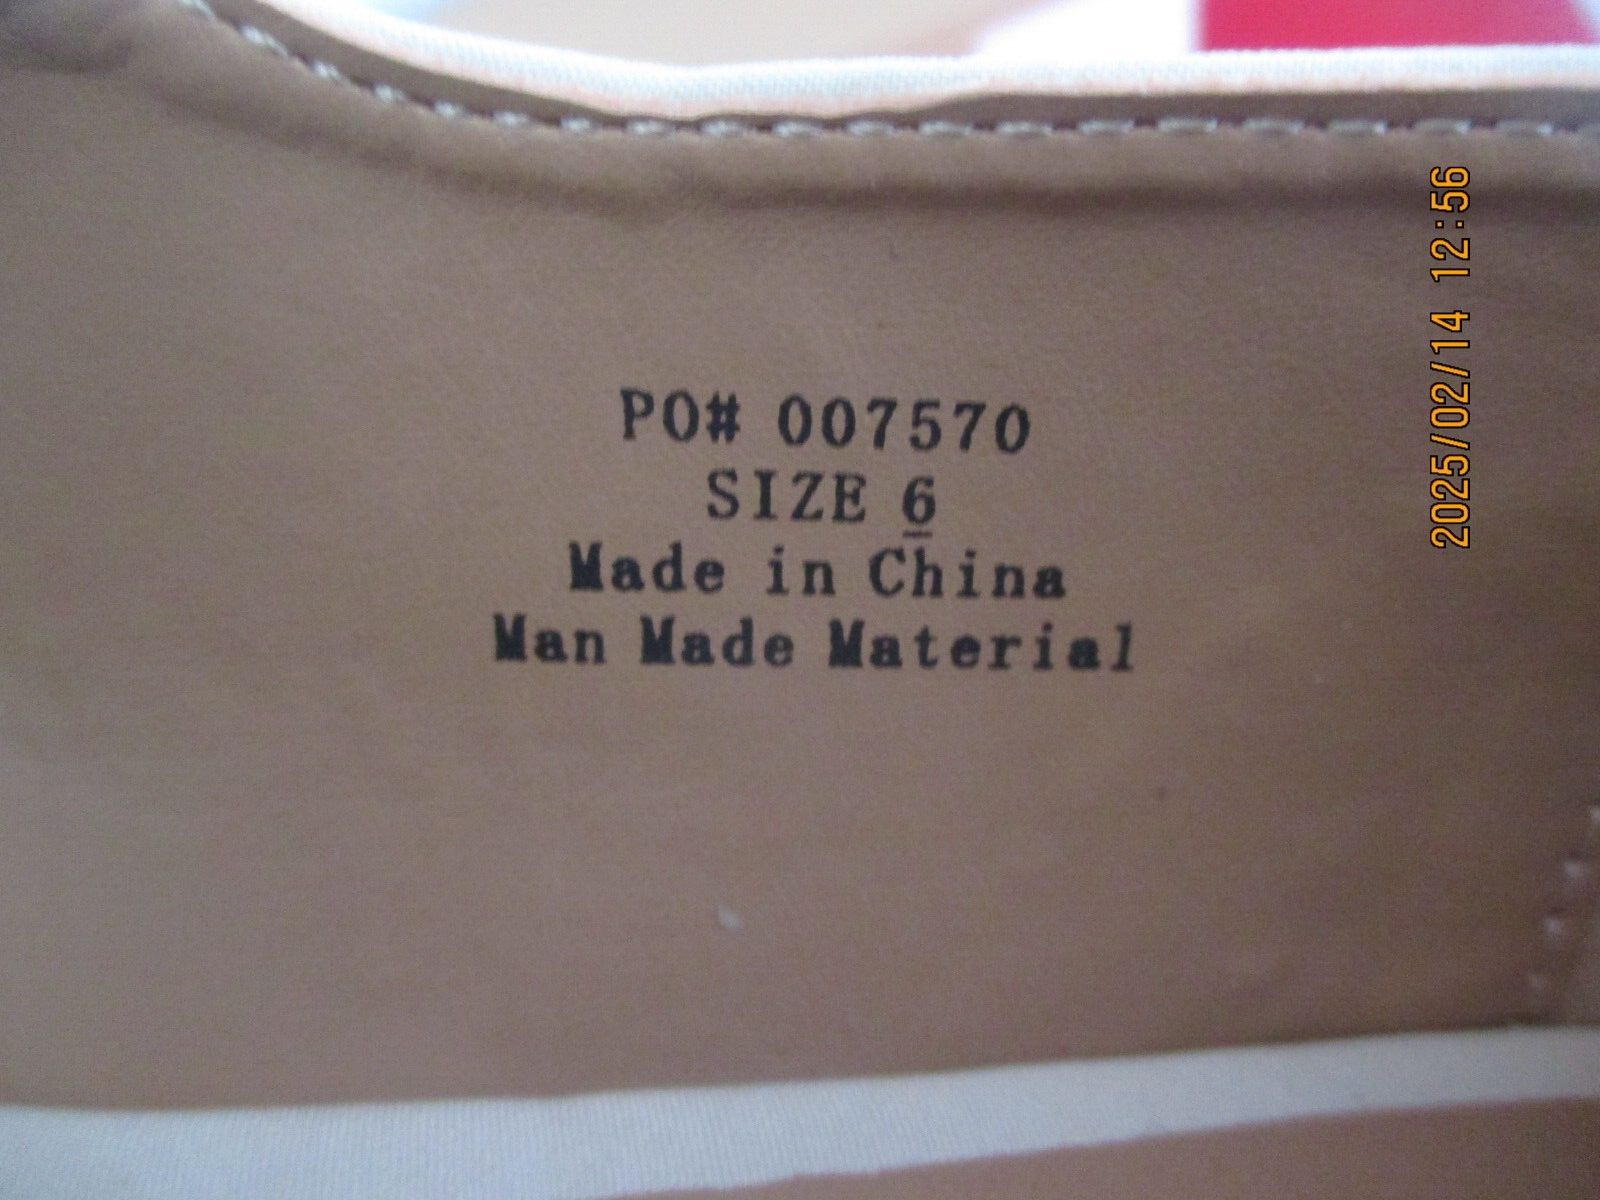 PO# 007570
SIZE 6
Made in China
Man Made Material
2025/02/14 12:56